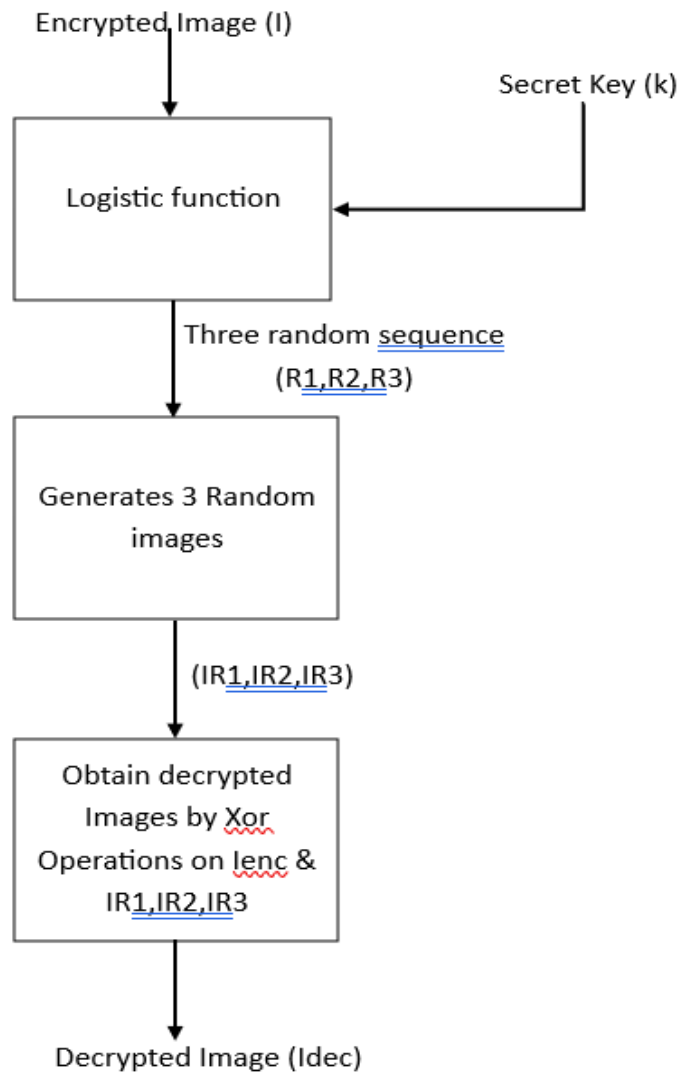 Encrypted Image (I)
Secret Key (k)
Logistic function
Three random sequence
(R1,R2,R3)
Generates 3 Random
images
(IR1,IR2,IR3)
Obtain decrypted
Images by Xor
Operations on Ienc &
IR1,IR2,IR3
Decrypted Image (Idec)